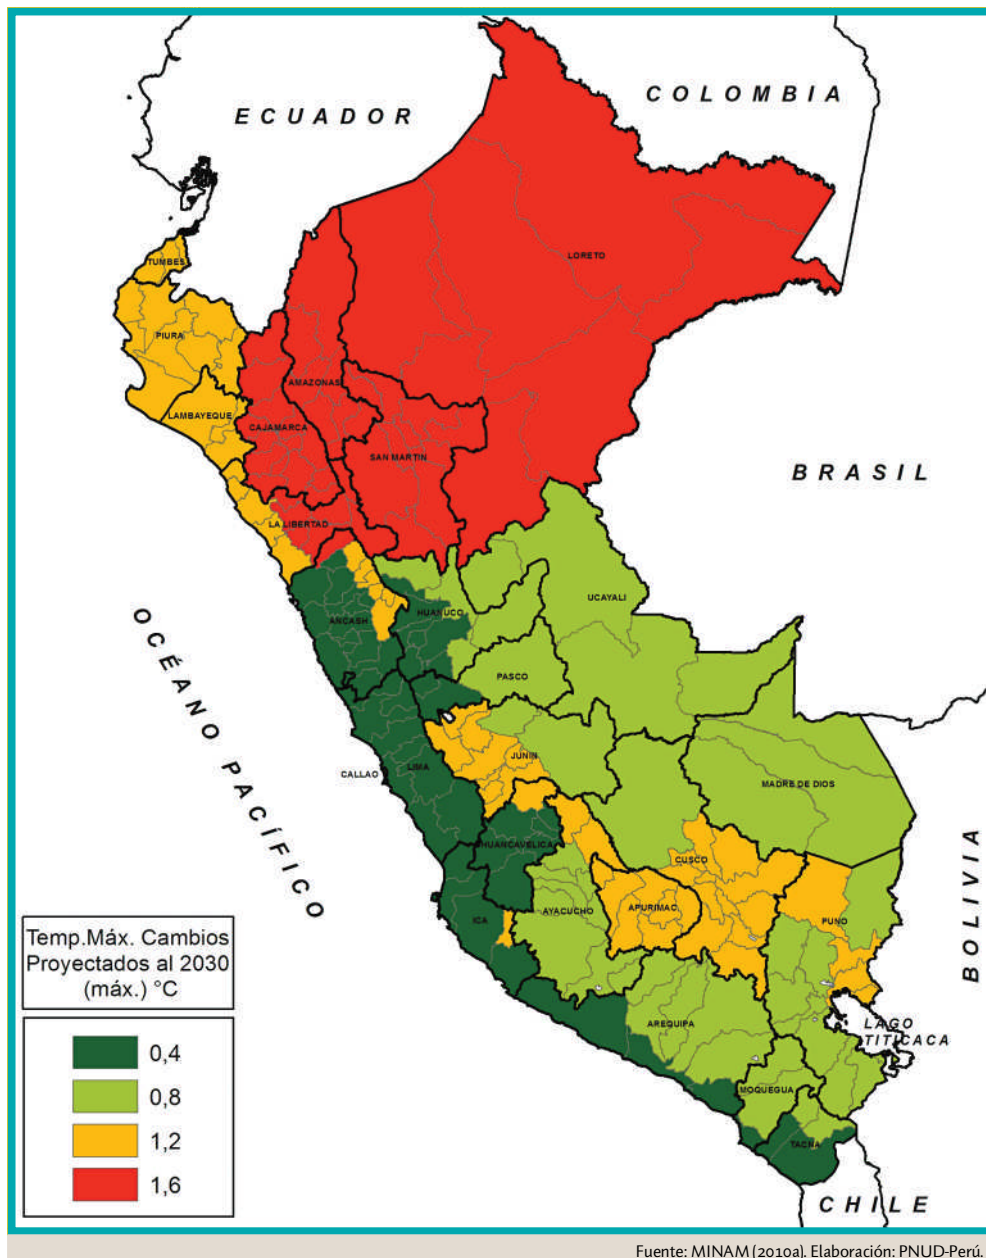 ECUADOR
COLOMBIA
TUMBES
LORETO
PIURA
AMAZONAS
LAMBAYEQUE
CAJAMARCA
SAN MARTIN
BRASIL
LA LIBERTAD
UCAYALI
HUANUCO
ANCASH
OCÉANO PACÍFICO
PASCO
JUNIN
LIMA
CALLAO
MADRE DE DIOS
HUANCAVELICA
CUSCO
BOLIVIA
APURIMAC
AYACUCHO
ICA
PUNO
AREQUIPA
LAGO
TITICACA
MOQUEGUA
TACNA
CHILE
Temp.Máx. Cambios
Proyectados al 2030
(máx.) °C
0,4
0,8
1,2
1,6
Fuente: MINAM (2010a). Elaboración: PNUD-Perú.